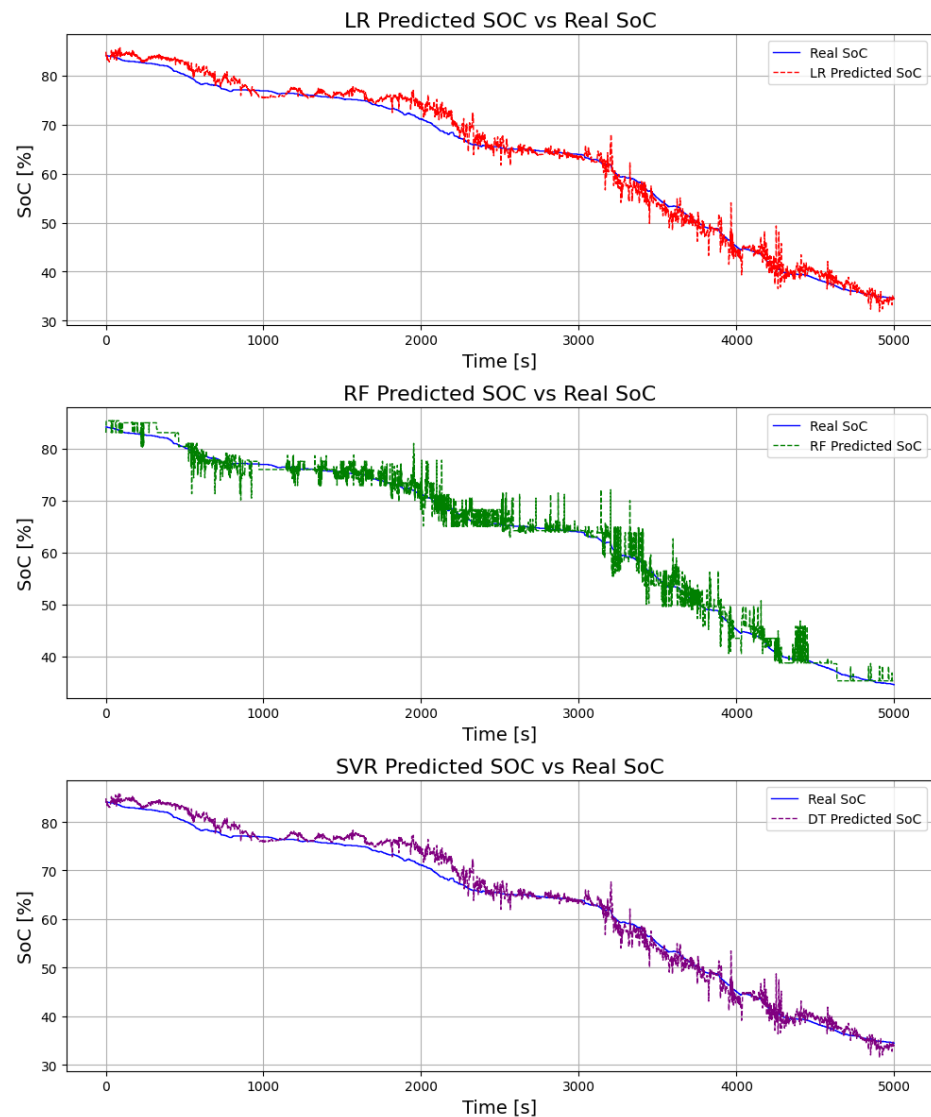 LR Predicted SOC vs Real SoC
Real SoC
LR Predicted SoC
SoC [%]
80
70
60
50
40
30
0 1000 2000 3000 4000 5000
Time [s]
RF Predicted SOC vs Real SoC
Real SoC
RF Predicted SoC
SoC [%]
80
70
60
50
40
0 1000 2000 3000 4000 5000
Time [s]
SVR Predicted SOC vs Real SoC
Real SoC
DT Predicted SoC
SoC [%]
80
70
60
50
40
30
0 1000 2000 3000 4000 5000
Time [s]